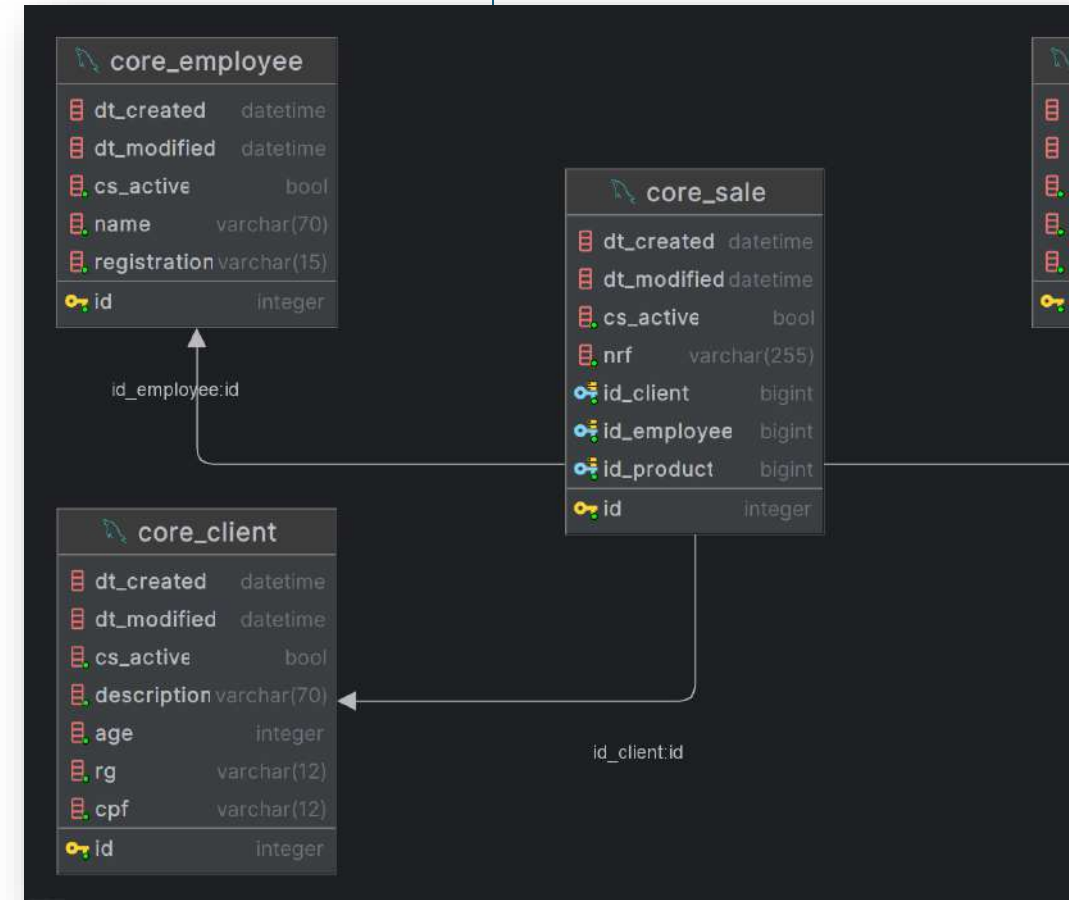 core_employee
dt_created datetime
dt_modified datetime
cs_active bool
name varchar(70)
registration varchar(15)
id integer
id_employee:id
core_sale
dt_created datetime
dt_modified datetime
cs_active bool
nrf varchar(255)
id_client bigint
id_employee bigint
id_product bigint
id integer
core_client
dt_created datetime
dt_modified datetime
cs_active bool
description varchar(70)
age integer
rg varchar(12)
cpf varchar(12)
id integer
id_client:id